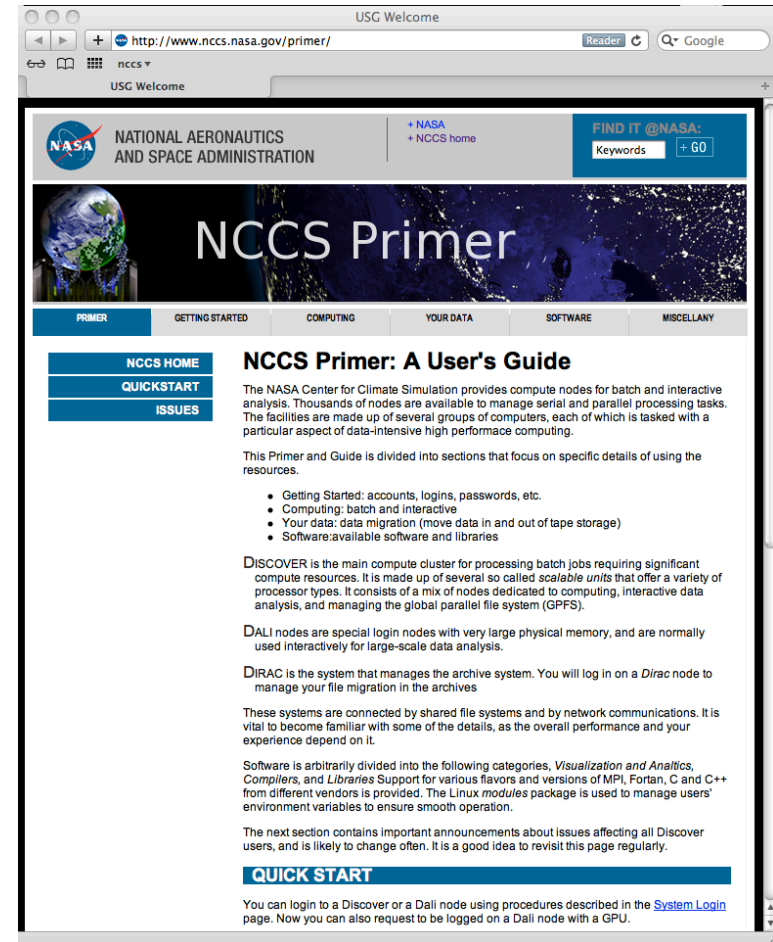 USG Welcome
http://www.nccs.nasa.gov/primer/
Reader
Google
nccs
USG Welcome
NASA
NATIONAL AERONAUTICS
AND SPACE ADMINISTRATION
+ NASA
+ NCCS home
FIND IT @NASA:
Keywords
+ GO
NCCS Primer
PRIMER
GETTING STARTED
COMPUTING
YOUR DATA
SOFTWARE
MISCELLANY
NCCS HOME
QUICKSTART
ISSUES
NCCS Primer: A User's Guide
The NASA Center for Climate Simulation provides compute nodes for batch and interactive
analysis. Thousands of nodes are available to manage serial and parallel processing tasks.
The facilities are made up of several groups of computers, each of which is tasked with a
particular aspect of data-intensive high performace computing.
This Primer and Guide is divided into sections that focus on specific details of using the
resources.
• Getting Started: accounts, logins, passwords, etc.
• Computing: batch and interactive
• Your data: data migration (move data in and out of tape storage)
• Software:available software and libraries
DISCOVER is the main compute cluster for processing batch jobs requiring significant
compute resources. It is made up of several so called scalable units that offer a variety of
processor types. It consists of a mix of nodes dedicated to computing, interactive data
analysis, and managing the global parallel file system (GPFS).
DALI nodes are special login nodes with very large physical memory, and are normally
used interactively for large-scale data analysis.
DIRAC is the system that manages the archive system. You will log in on a Dirac node to
manage your file migration in the archives
These systems are connected by shared file systems and by network communications. It is
vital to become familiar with some of the details, as the overall performance and your
experience depend on it.
Software is arbitrarily divided into the following categories, Visualization and Analtics,
Compilers, and Libraries Support for various flavors and versions of MPI, Fortan, C and C++
from different vendors is provided. The Linux modules package is used to manage users'
environment variables to ensure smooth operation.
The next section contains important announcements about issues affecting all Discover
users, and is likely to change often. It is a good idea to revisit this page regularly.
QUICK START
You can login to a Discover or a Dali node using procedures described in the System Login
page. Now you can also request to be logged on a Dali node with a GPU.